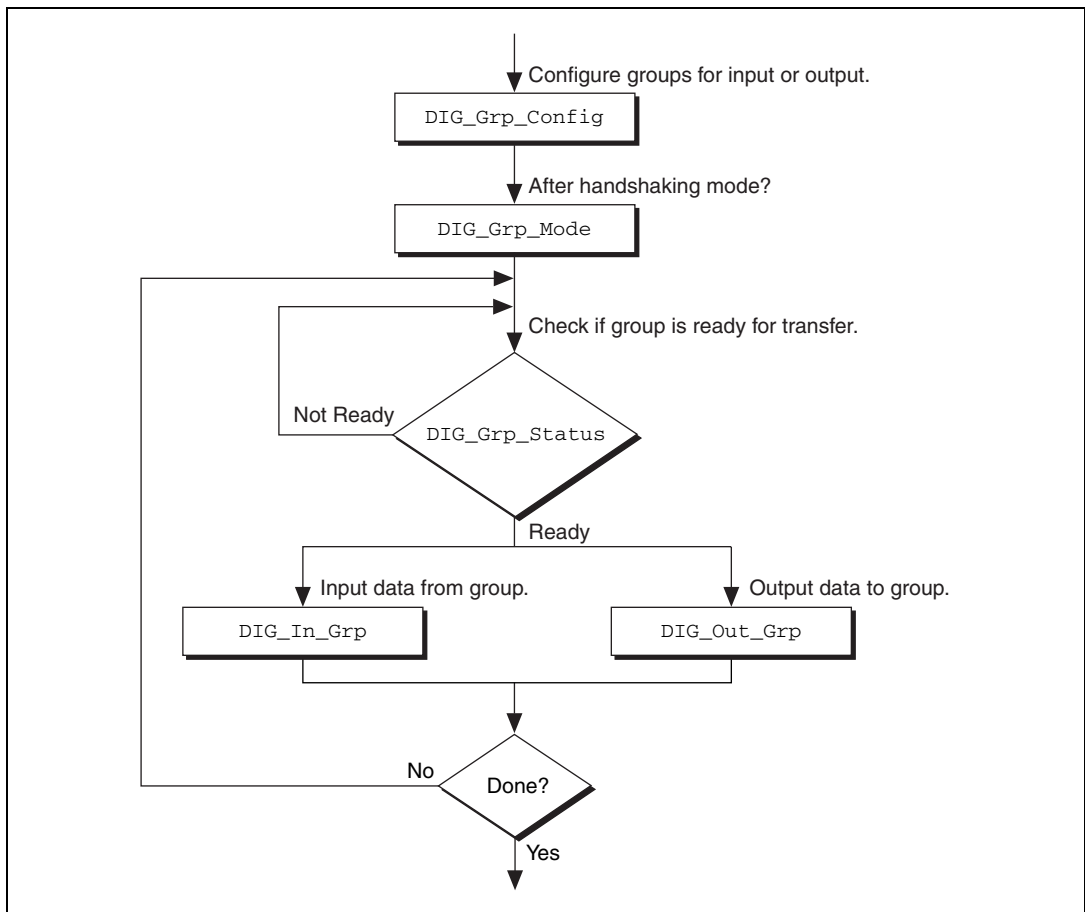 Configure groups for input or output.
DIG_Grp_Config
After handshaking mode?
DIG_Grp_Mode
Check if group is ready for transfer.
Not Ready
DIG_Grp_Status
Ready
Input data from group.
Output data to group.
DIG_In_Grp
DIG_Out_Grp
No
Done?
Yes